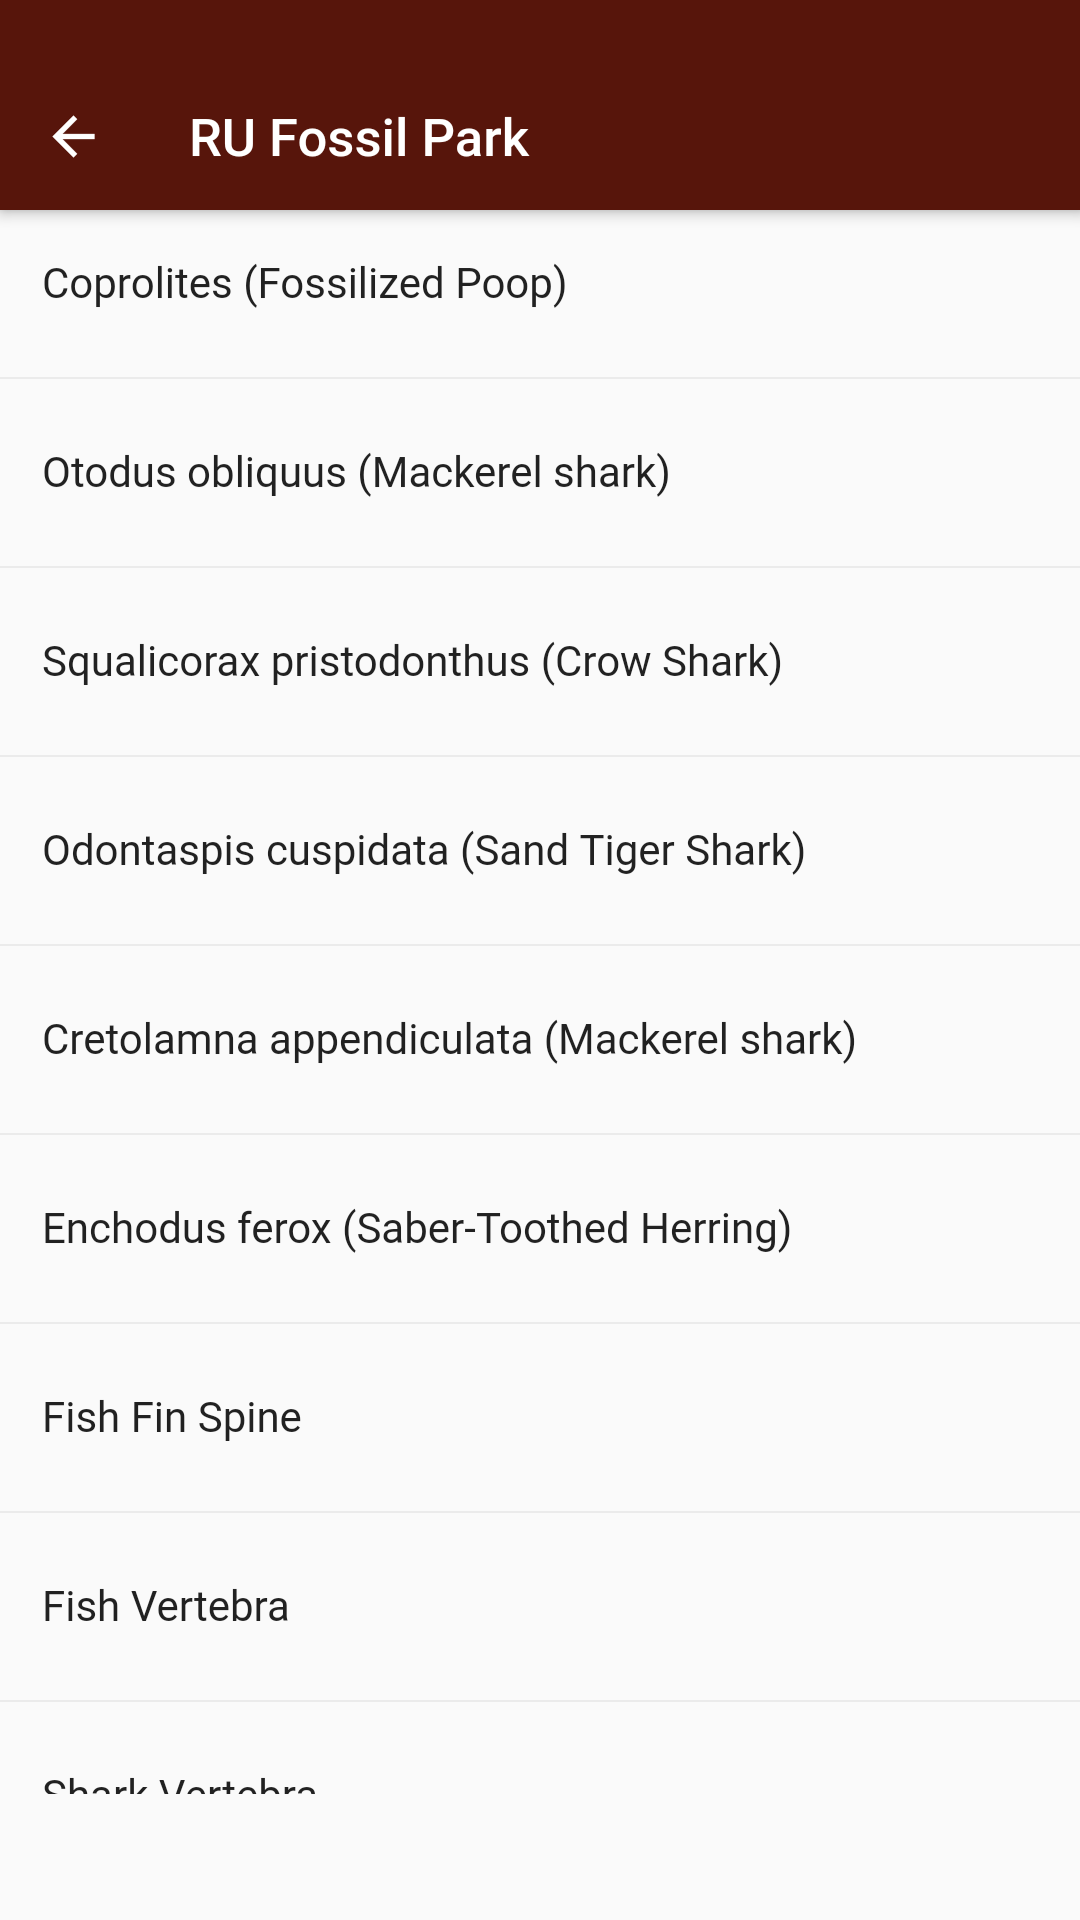 RU Fossil Park
Coprolites (Fossilized Poop)
Otodus obliquus (Mackerel shark)
Squalicorax pristodonthus (Crow Shark)
Odontaspis cuspidata (Sand Tiger Shark)
Cretolamna appendiculata (Mackerel shark)
Enchodus ferox (Saber-Toothed Herring)
Fish Fin Spine
Fish Vertebra
Shark Vertebra